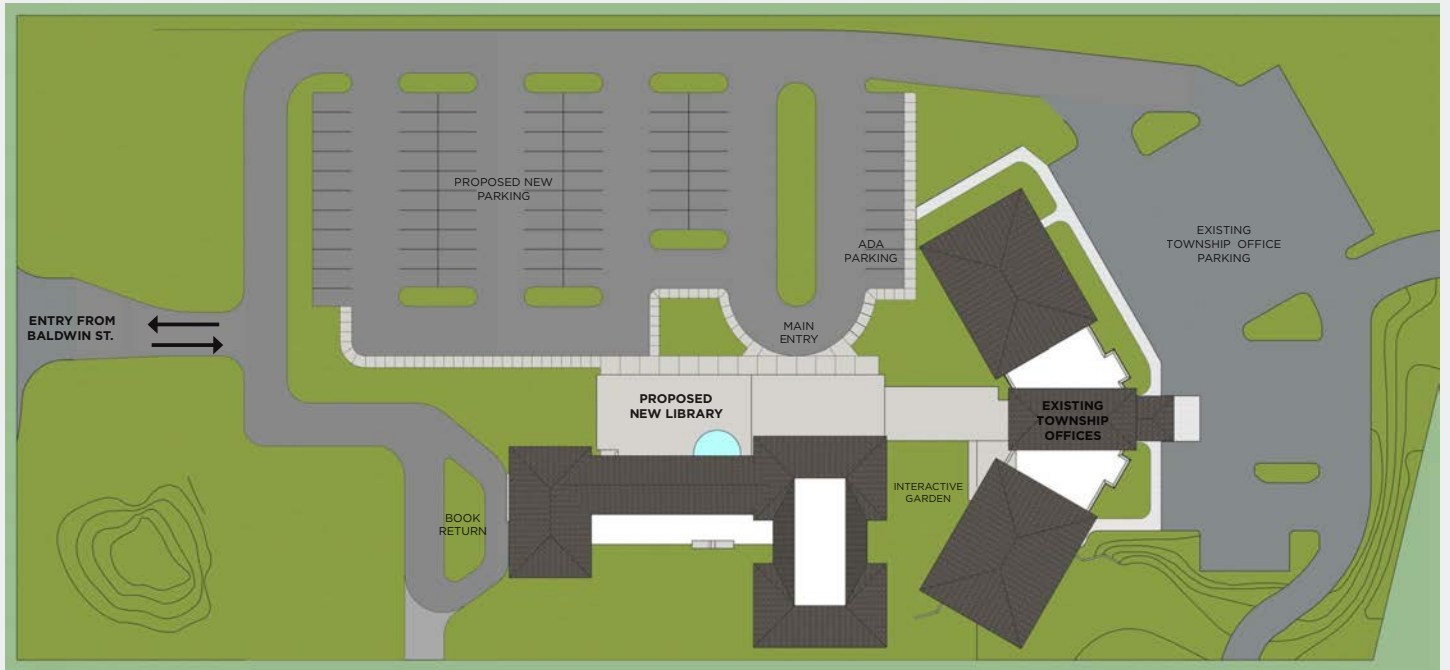 PROPOSED NEW
PARKING
ADA
PARKING
EXISTING
TOWNSHIP OFFICE
PARKING
ENTRY FROM
BALDWIN ST.
MAIN
ENTRY
PROPOSED
NEW LIBRARY
EXISTING
TOWNSHIP
OFFICES
INTERACTIVE
GARDEN
BOOK
RETURN